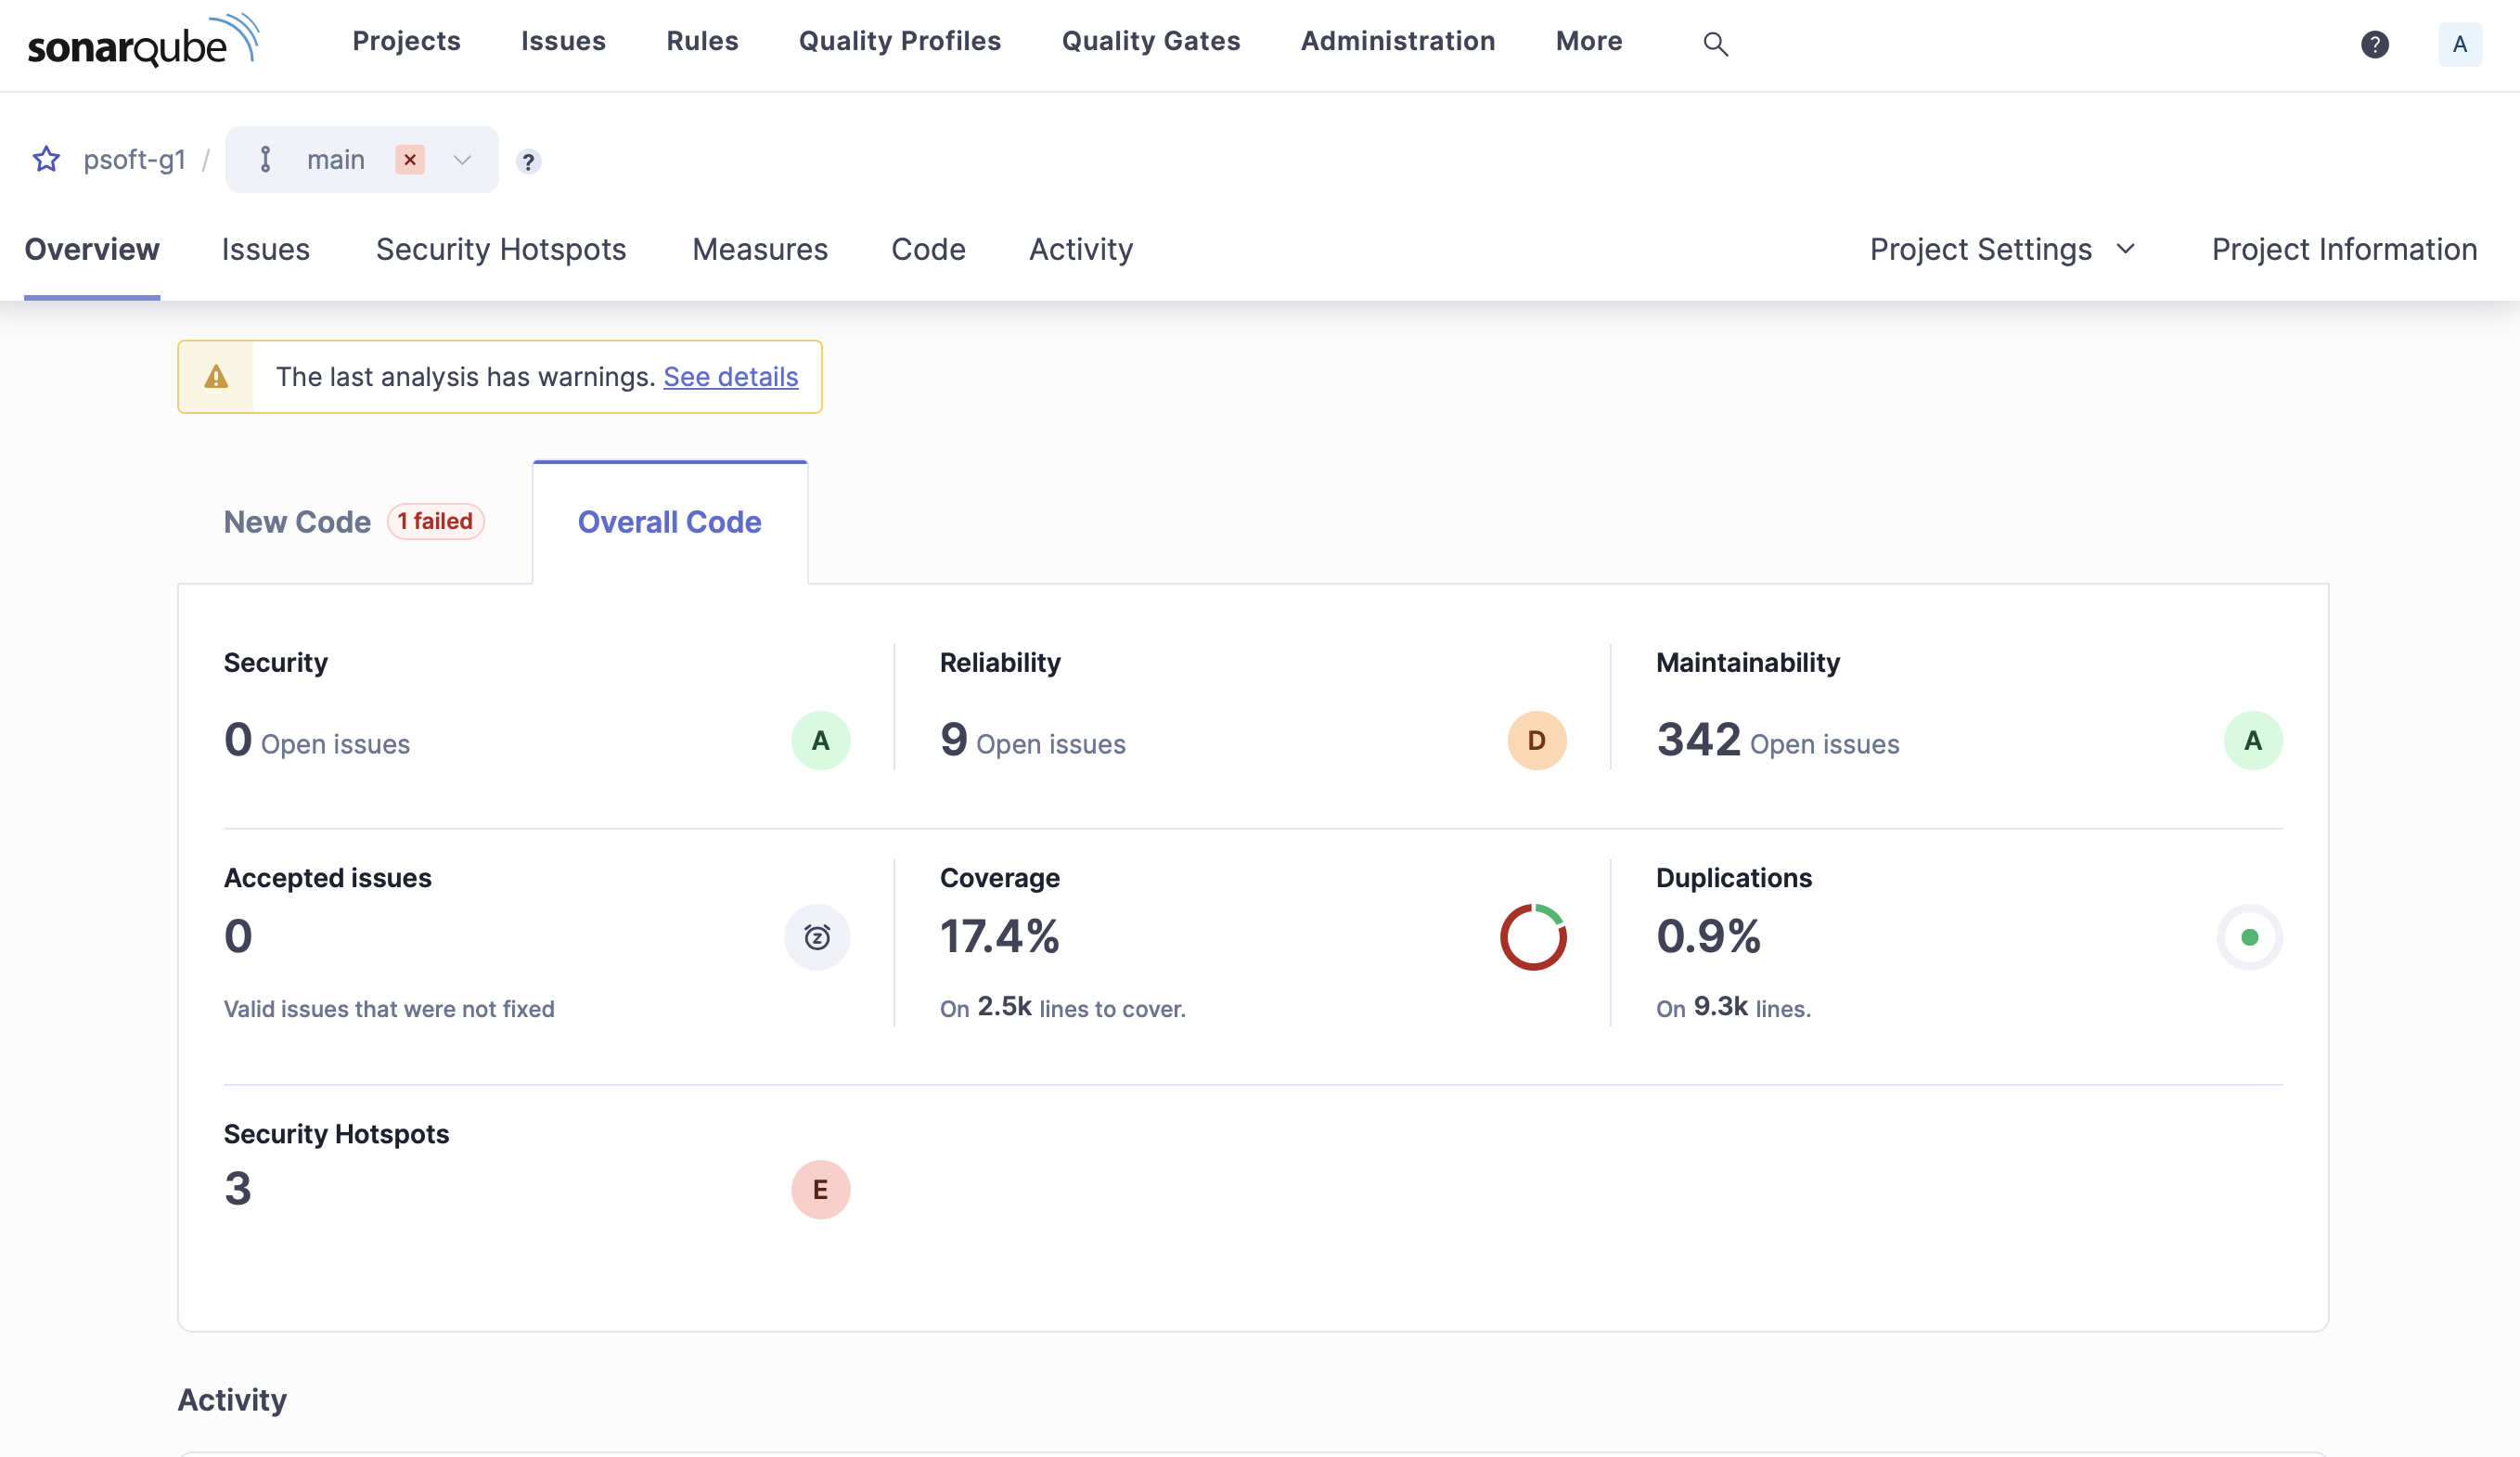 sonarqube Projects Issues Rules Quality Profiles Quality Gates Administration More ? A
psoft-g1 / main ?
Overview Issues Security Hotspots Measures Code Activity Project Settings Project Information
The last analysis has warnings. See details
New Code 1 failed Overall Code
Security Reliability Maintainability
0 Open issues A 9 Open issues D 342 Open issues A
Accepted issues Coverage Duplications
0 z 17.4% 0.9%
Valid issues that were not fixed On 2.5k lines to cover. On 9.3k lines.
Security Hotspots
3 E
Activity